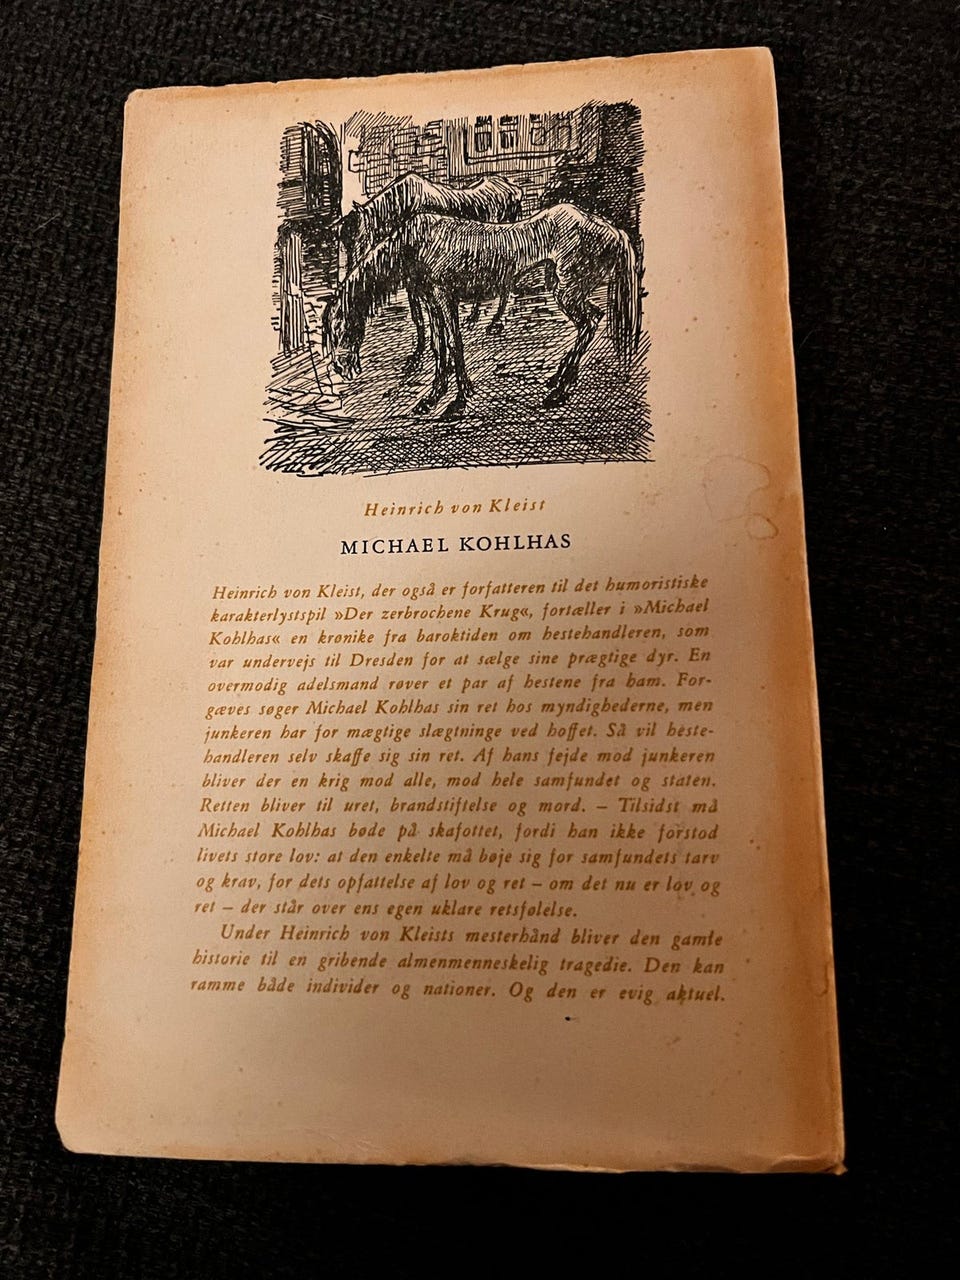 Heinrich von Kleist
MICHAEL KOHLHAS
Heinrich von Kleist, der også er forfatteren til det humoristiske
karakterlystspil »Der zerbrochene Krug«, fortæller i »Michael
Kohlhas« en krønike fra baroktiden om hestehandleren, som
var undervejs til Dresden for at sælge sine prægtige dyr. En
overmodig adelsmand røver et par af hestene fra ham. For-
gæves søger Michael Kohlhas sin ret hos myndighederne, men
junkeren har for mægtige slægtninge ved hoffet. Så vil heste-
handleren selv skaffe sig sin ret. Af hans fejde mod junkeren
bliver der en krig mod alle, mod hele samfundet og staten.
Retten bliver til uret, brandstiftelse og mord. – Tilsidst må
Michael Kohlhas bøde på skafottet, fordi han ikke forstod
livets store lov: at den enkelte må bøje sig for samfundets tarv
og krav, for dets opfattelse af lov og ret – om det nu er lov og
ret – der står over ens egen uklare retsfølelse.
Under Heinrich von Kleists mesterhånd bliver den gamle
historie til en gribende almenmenneskelig tragedie. Den kan
ramme både individer og nationer. Og den er evig aktuel.